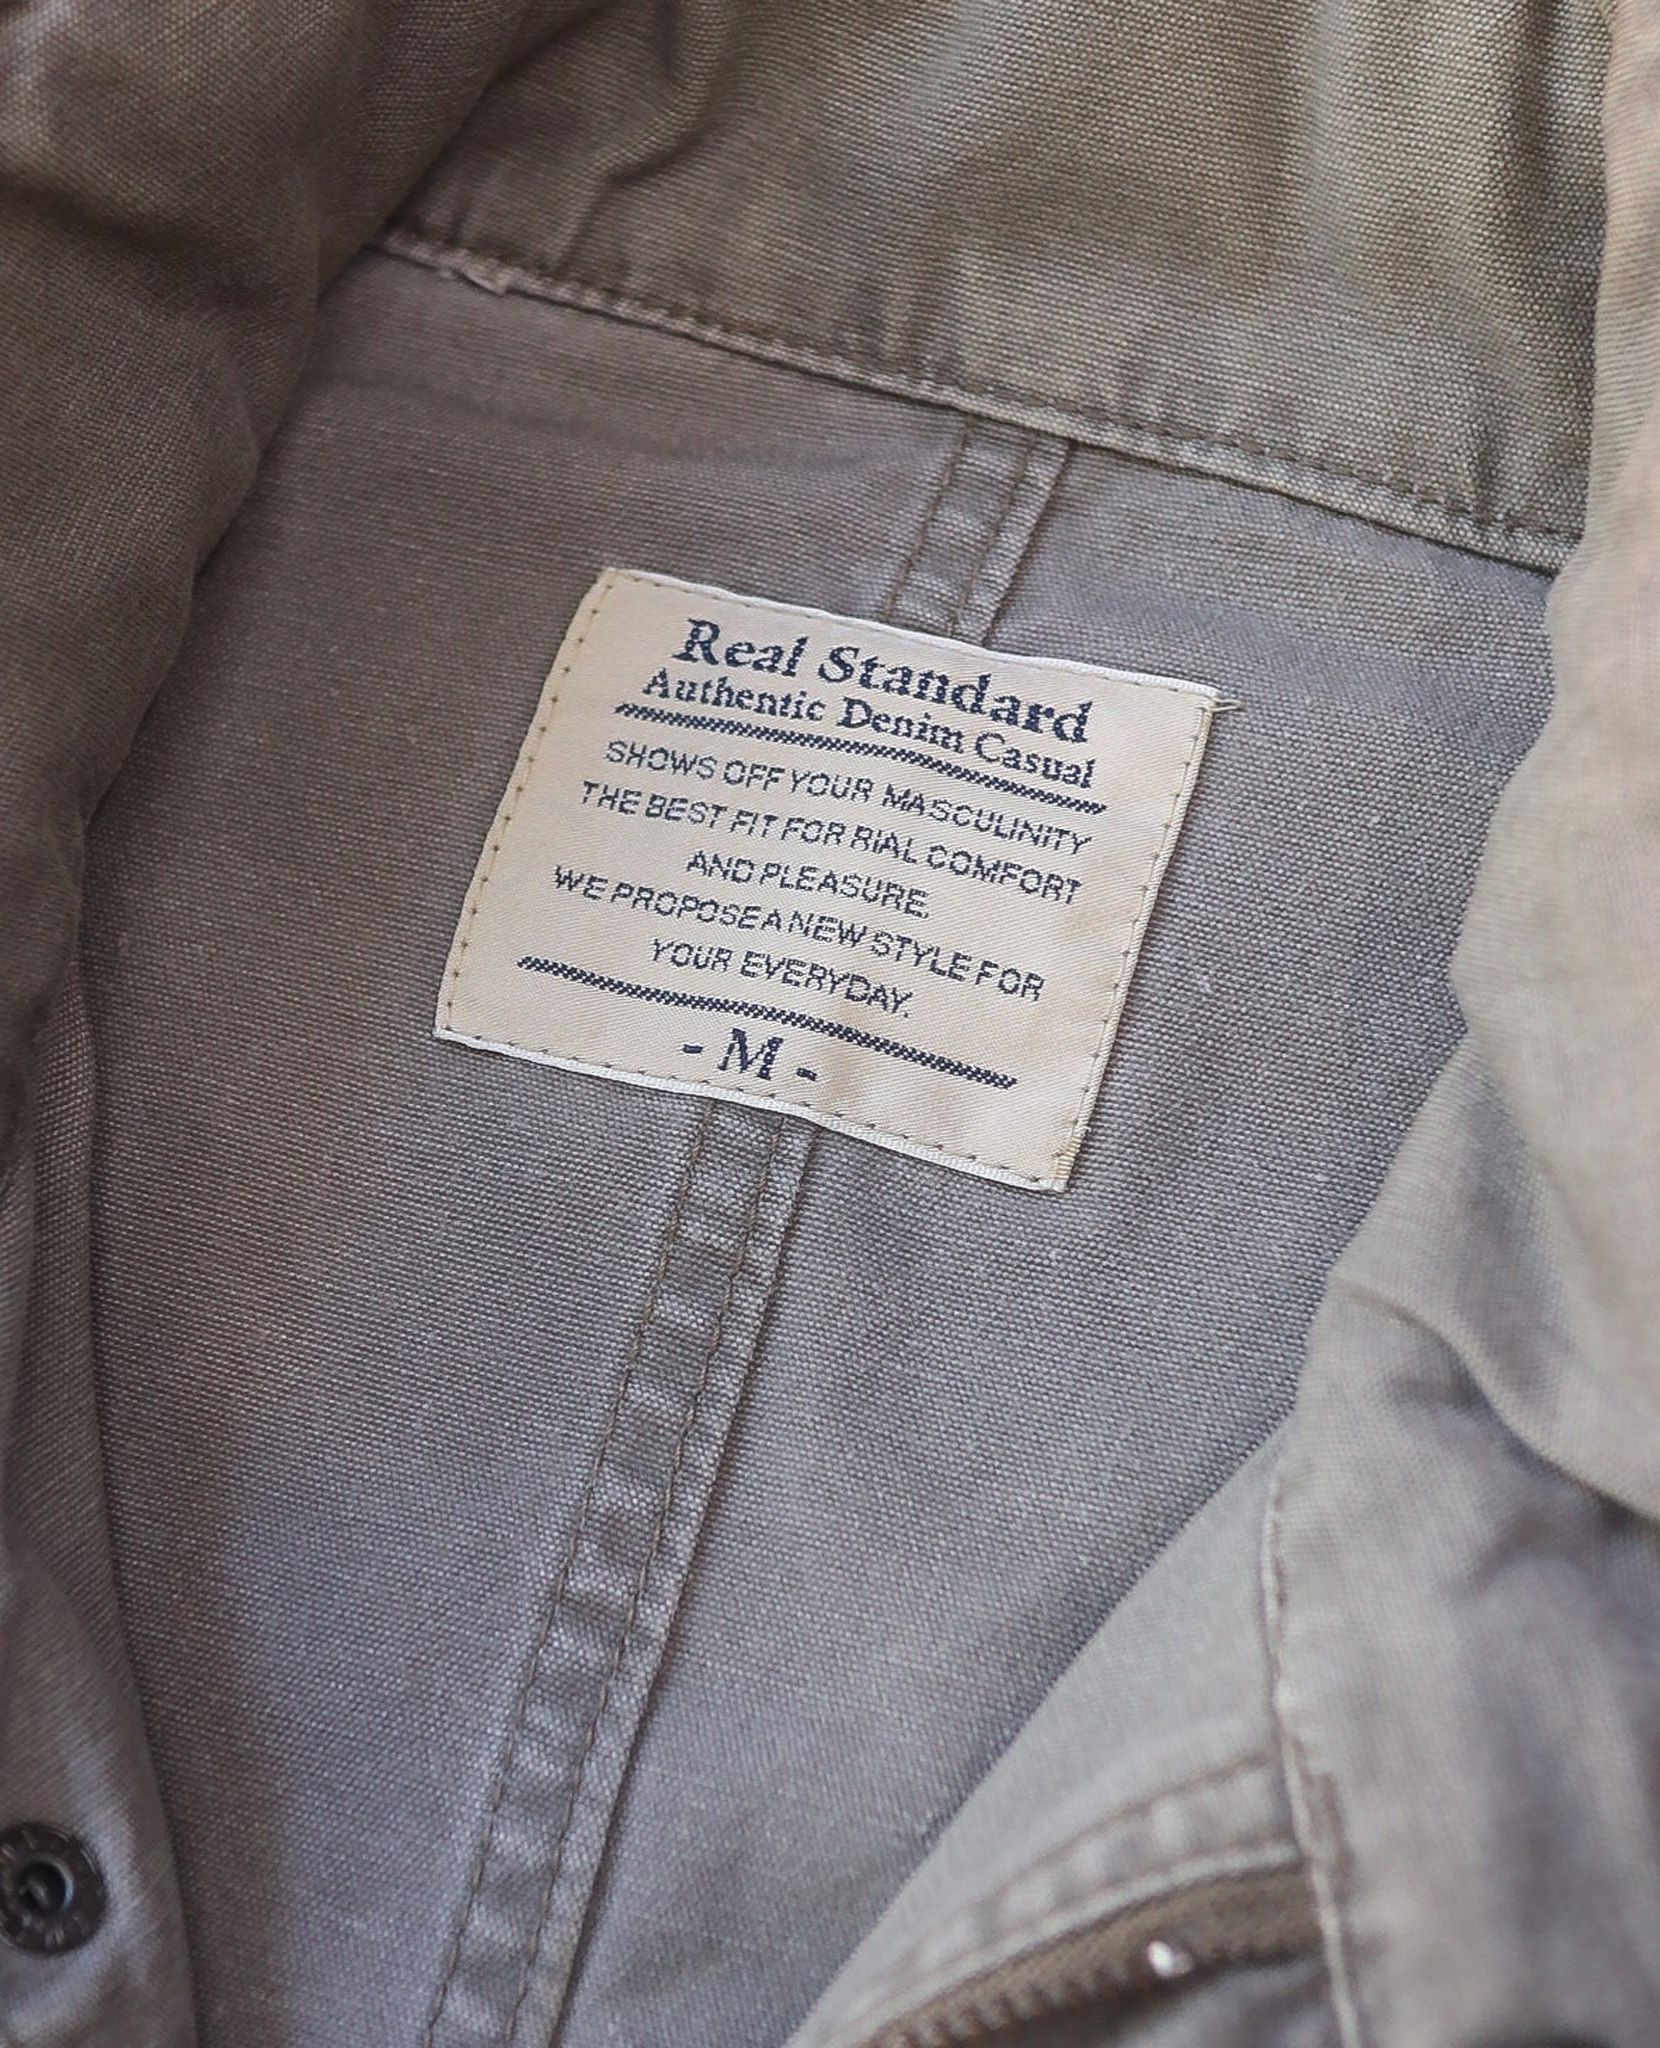 Real Standard
Authentic Denim Casual
SHOWS OFF YOUR MASCULINITY
THE BEST FIT FOR RIAL COMFORT
AND PLEASURE.
WE PROPOSE A NEW STYLE FOR
YOUR EVERYDAY.
- M -